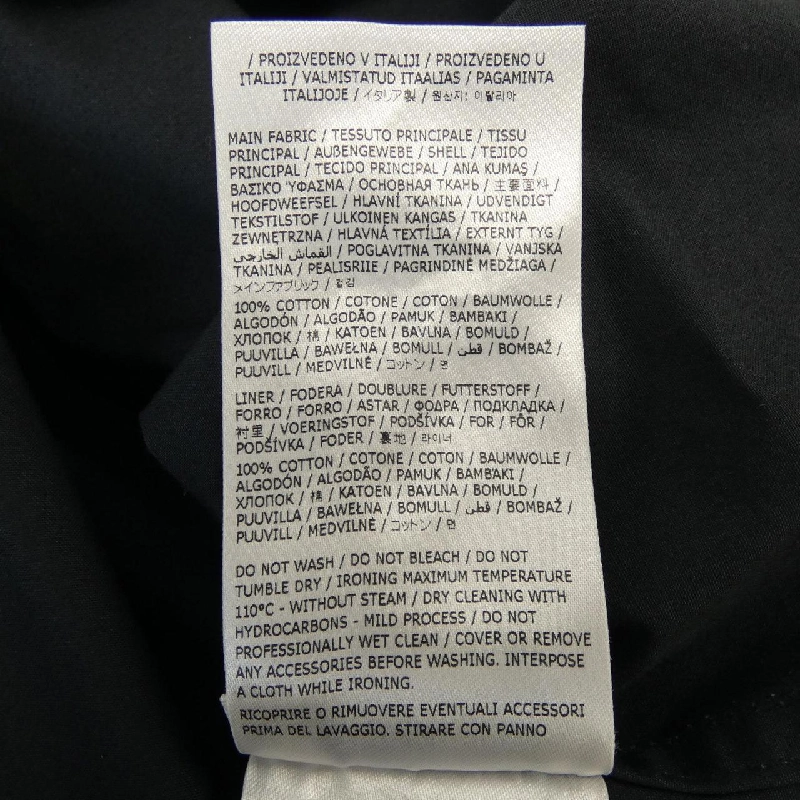 / PROIZVEDENO V ITALIJI / PROIZVEDENO U
ITALIJI / VALMISTATUD ITAALIAS / PAGAMINTA
ITALIJOJE / イタリア製 / 원산지: 이탈리아
MAIN FABRIC / TESSUTO PRINCIPALE / TISSU
PRINCIPAL / AUßENGEWEBE / SHELL / TEJIDO
PRINCIPAL / TECIDO PRINCIPAL / ANA KUMAŞ /
ΒΑΣΙΚΌ ΎΦΑΣΜΑ / ОСНОВНАЯ ТКАНЬ / 主要面料 /
HOOFDWEEFSEL / HLAVNÍ TKANINA / UDVENDIGT
TEKSTILSTOF / ULKOINEN KANGAS / TKANINA
ZEWNĘTRZNA / HLAVNÁ TEXTÍLIA / EXTERNT TYG /
القماش الخارجي / POGLAVITNA TKANINA / VANJSKA
TKANINA / PEALISRIIE / PAGRINDINĖ MEDŽIAGA /
メインファブリック / 겉감
100% COTTON / COTONE / COTON / BAUMWOLLE /
ALGODÓN / ALGODÃO / PAMUK / ΒΑΜΒΆΚΙ /
ХЛОПОК / 棉 / KATOEN / BAVLNA / BOMULD /
PUUVILLA / BAWEŁNA / BOMULL / قطن / BOMBAŽ /
PUUVILL / MEDVILNĖ / コットン / 면
LINER / FODERA / DOUBLURE / FUTTERSTOFF /
FORRO / FORRO / ASTAR / ΦΌΔΡΑ / ПОДКЛАДКА /
衬里 / VOERINGSTOF / PODŠÍVKA / FOR / FÔR /
PODŠÍVKA / FODER / 裏地 / 라이너
100% COTTON / COTONE / COTON / BAUMWOLLE /
ALGODÓN / ALGODÃO / PAMUK / ΒΑΜΒΆΚΙ /
ХЛОПОК / 棉 / KATOEN / BAVLNA / BOMULD /
PUUVILLA / BAWEŁNA / BOMULL / قطن / BOMBAŽ /
PUUVILL / MEDVILNĖ / コットン / 면
DO NOT WASH / DO NOT BLEACH / DO NOT
TUMBLE DRY / IRONING MAXIMUM TEMPERATURE
110°C - WITHOUT STEAM / DRY CLEANING WITH
HYDROCARBONS - MILD PROCESS / DO NOT
PROFESSIONALLY WET CLEAN / COVER OR REMOVE
ANY ACCESSORIES BEFORE WASHING. INTERPOSE
A CLOTH WHILE IRONING.
RICOPRIRE O RIMUOVERE EVENTUALI ACCESSORI
PRIMA DEL LAVAGGIO. STIRARE CON PANNO